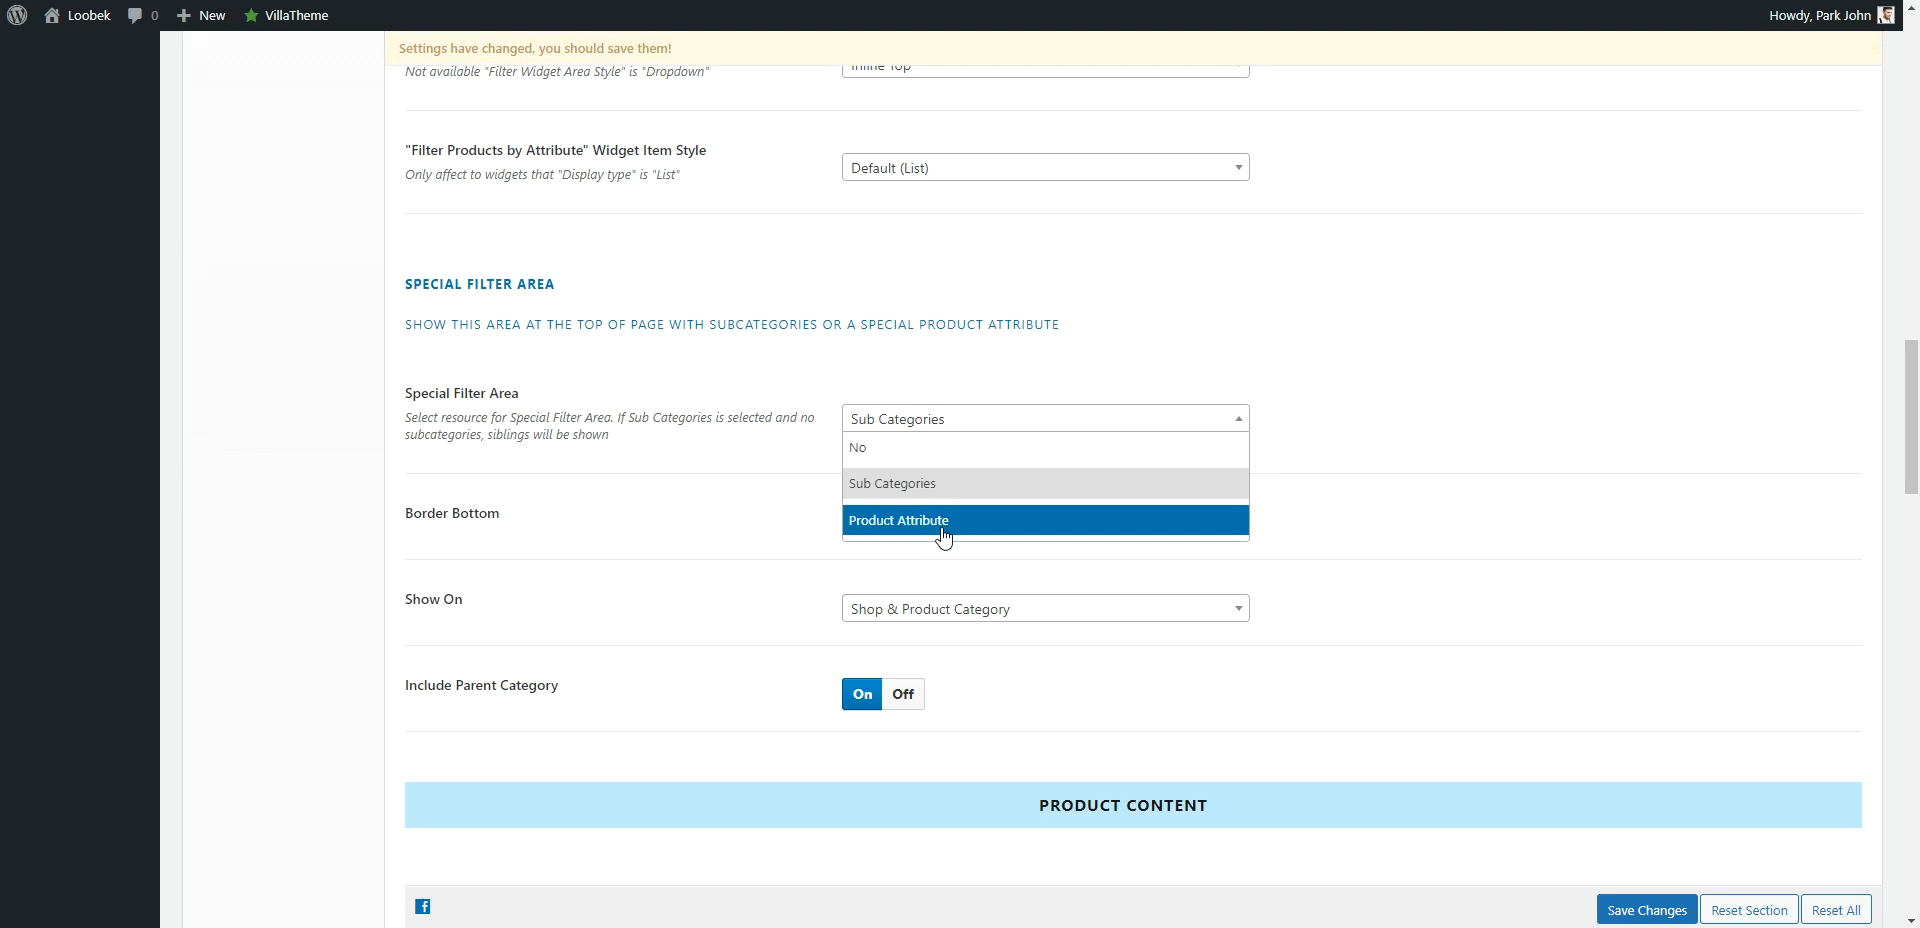 Loobek 0 New VillaTheme Howdy, Park John
Settings have changed, you should save them!
Not available "Filter Widget Area Style" is "Dropdown"
Inline Top
"Filter Products by Attribute" Widget Item Style
Only affect to widgets that "Display type" is "List"
Default (List)
SPECIAL FILTER AREA
SHOW THIS AREA AT THE TOP OF PAGE WITH SUBCATEGORIES OR A SPECIAL PRODUCT ATTRIBUTE
Special Filter Area
Select resource for Special Filter Area. If Sub Categories is selected and no
subcategories, siblings will be shown
Sub Categories
No
Sub Categories
Product Attribute
Border Bottom
Show On
Shop & Product Category
Include Parent Category
On Off
PRODUCT CONTENT
Save Changes Reset Section Reset All